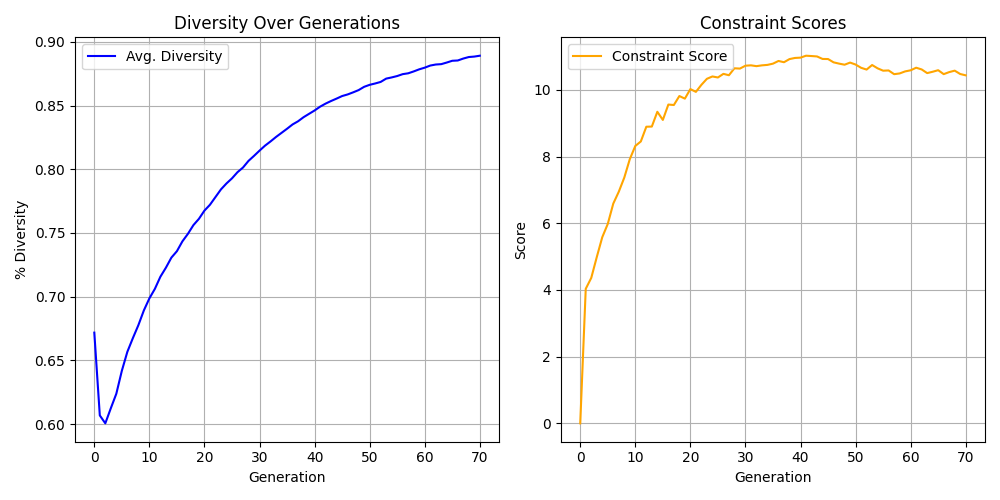 Diversity Over Generations
Avg. Diversity
% Diversity
0.90
0.85
0.80
0.75
0.70
0.65
0.60
0 10 20 30 40 50 60 70
Generation
Constraint Scores
Constraint Score
Score
10
8
6
4
2
0
0 10 20 30 40 50 60 70
Generation